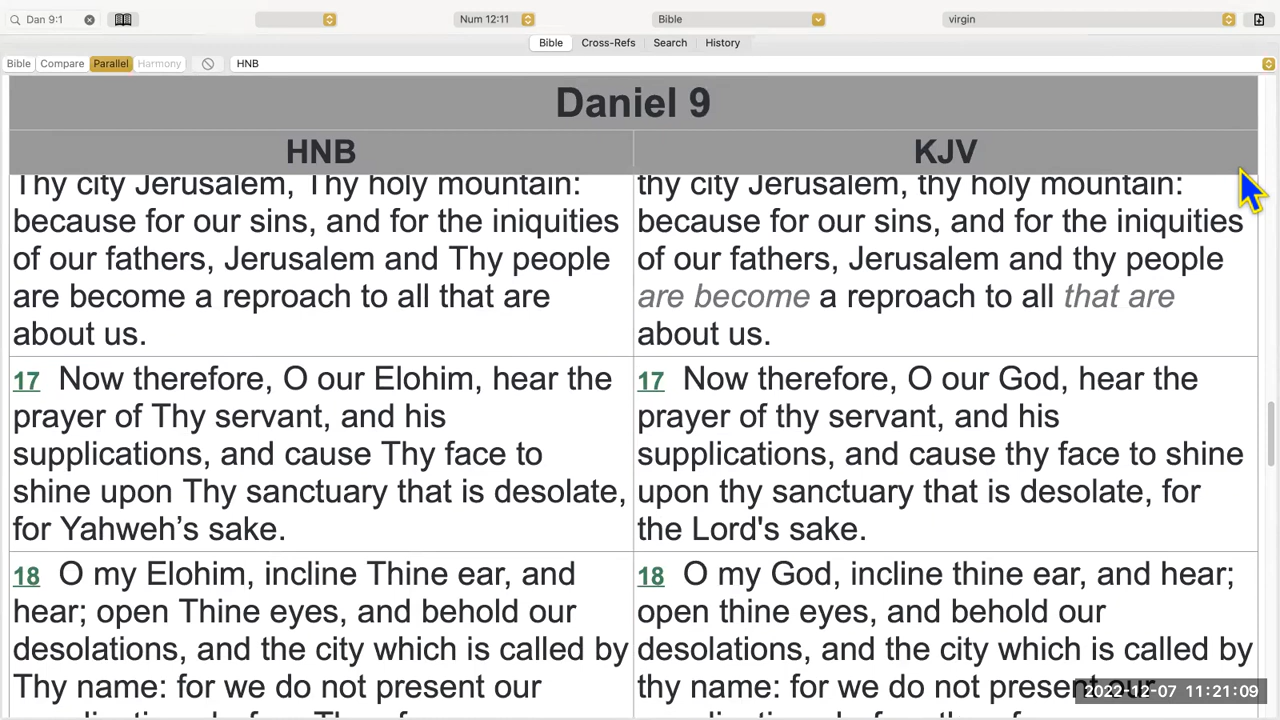 Dan 9:1
Num 12:11
Bible
virgin
Bible
Cross-Refs
Search
History
Bible
Compare
Parallel
Harmony
HNB
Daniel 9
HNB
KJV
Thy city Jerusalem, Thy holy mountain:
because for our sins, and for the iniquities
of our fathers, Jerusalem and Thy people
are become a reproach to all that are
about us.
thy city Jerusalem, thy holy mountain:
because for our sins, and for the iniquities
of our fathers, Jerusalem and thy people
are become a reproach to all that are
about us.
17 Now therefore, O our Elohim, hear the
prayer of Thy servant, and his
supplications, and cause Thy face to
shine upon Thy sanctuary that is desolate,
for Yahweh’s sake.
17 Now therefore, O our God, hear the
prayer of thy servant, and his
supplications, and cause thy face to shine
upon thy sanctuary that is desolate, for
the Lord's sake.
18 O my Elohim, incline Thine ear, and
hear; open Thine eyes, and behold our
desolations, and the city which is called by
Thy name: for we do not present our
18 O my God, incline thine ear, and hear;
open thine eyes, and behold our
desolations, and the city which is called by
thy name: for we do not present our
2022-12-07 11:21:09